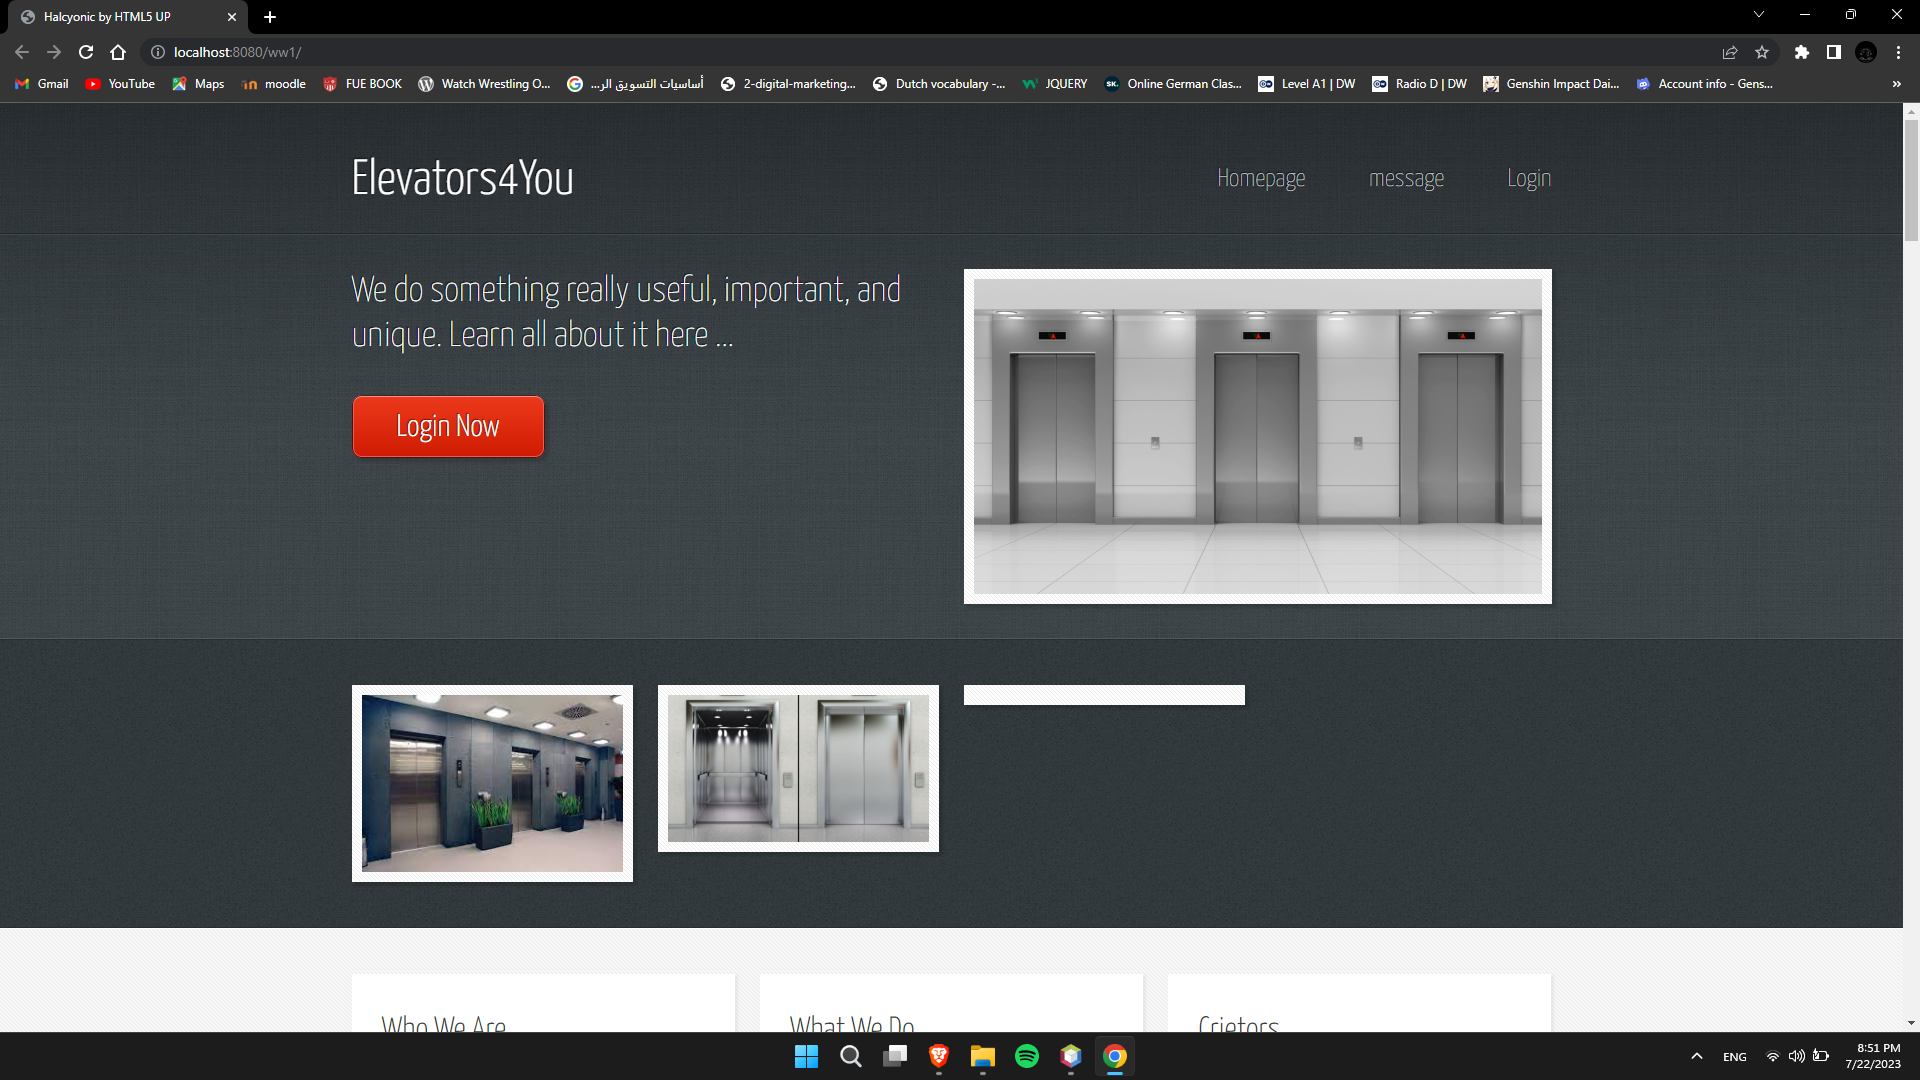 Halcyonic by HTML5 UP
localhost:8080/ww1/
Gmail YouTube Maps moodle FUE BOOK Watch Wrestling O... أساسيات التسويق الر... 2-digital-marketing... Dutch vocabulary -... JQUERY Online German Clas... Level A1 | DW Radio D | DW Genshin Impact Dai... Account info - Gens...
Elevators4You
Homepage message Login
We do something really useful, important, and
unique. Learn all about it here ...
Login Now
Who We Are What We Do Crietors
ENG
8:51 PM
7/22/2023